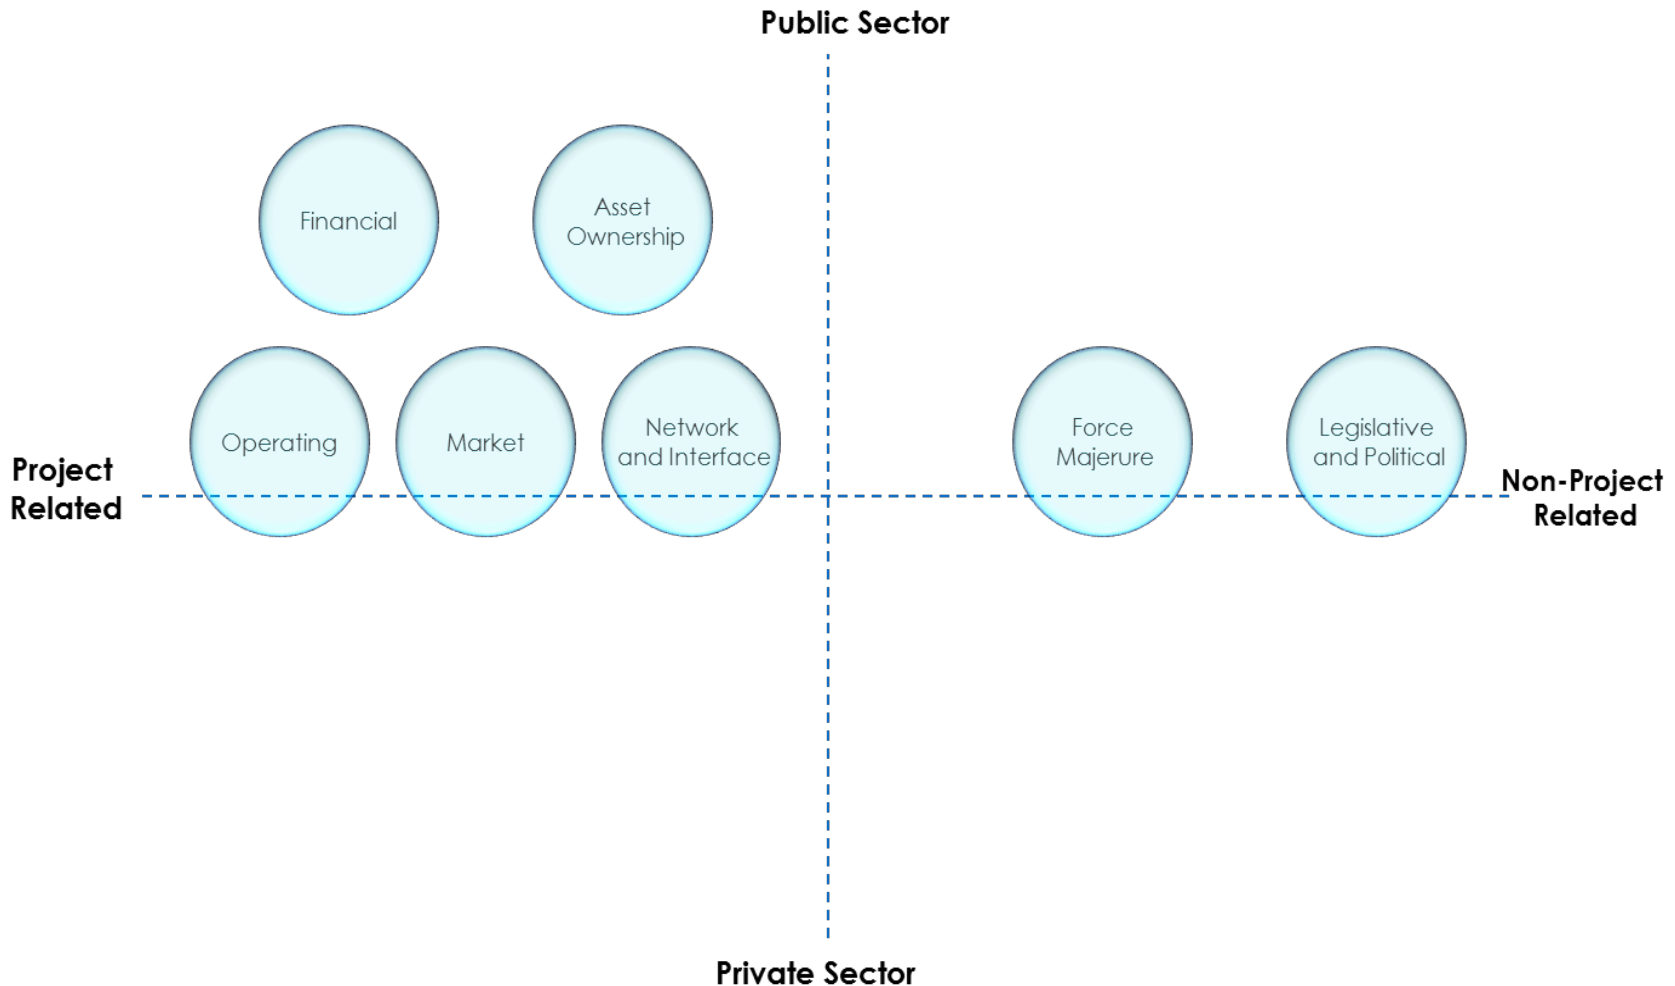 Public Sector
Financial
Asset
Ownership
Operating
Market
Network
and Interface
Force
Majerure
Legislative
and Political
Project
Related
Non-Project
Related
Private Sector